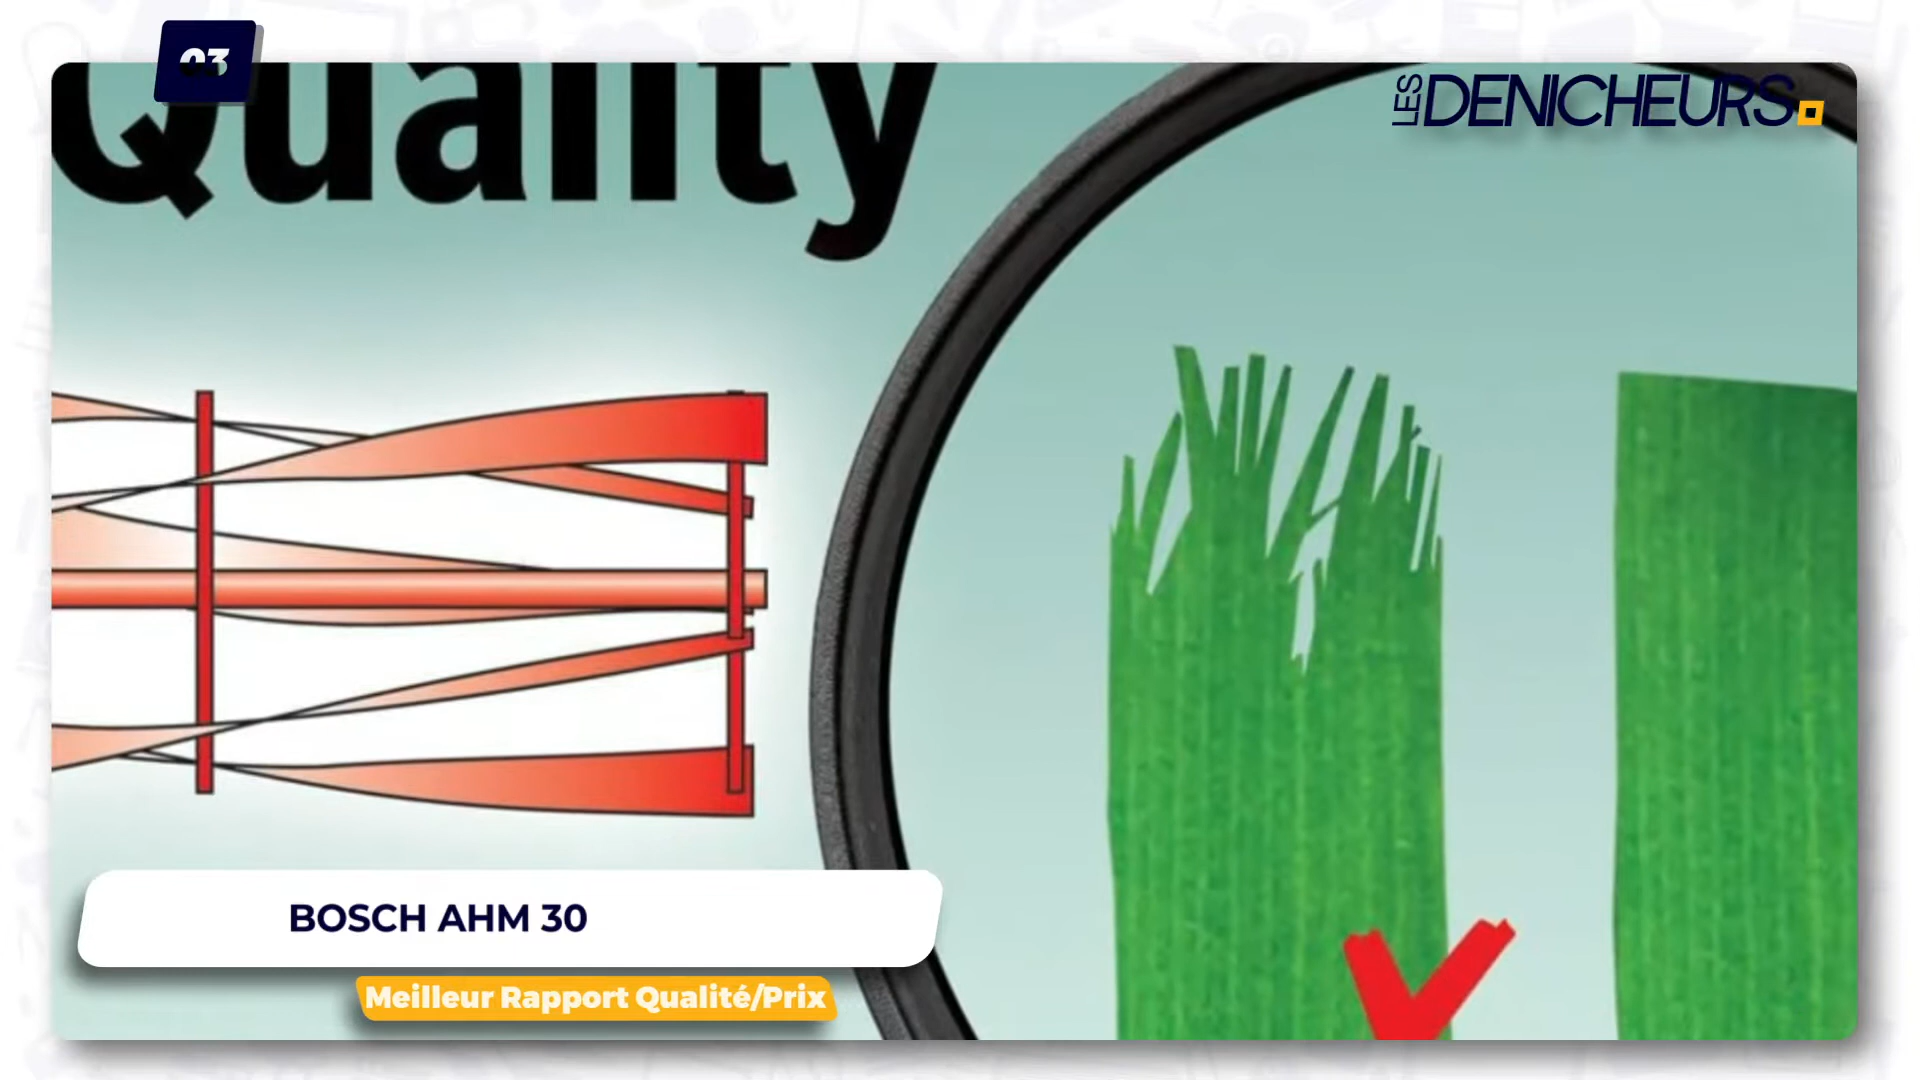 03
Quality
LES DENICHEURS
BOSCH AHM 30
Meilleur Rapport Qualité/Prix